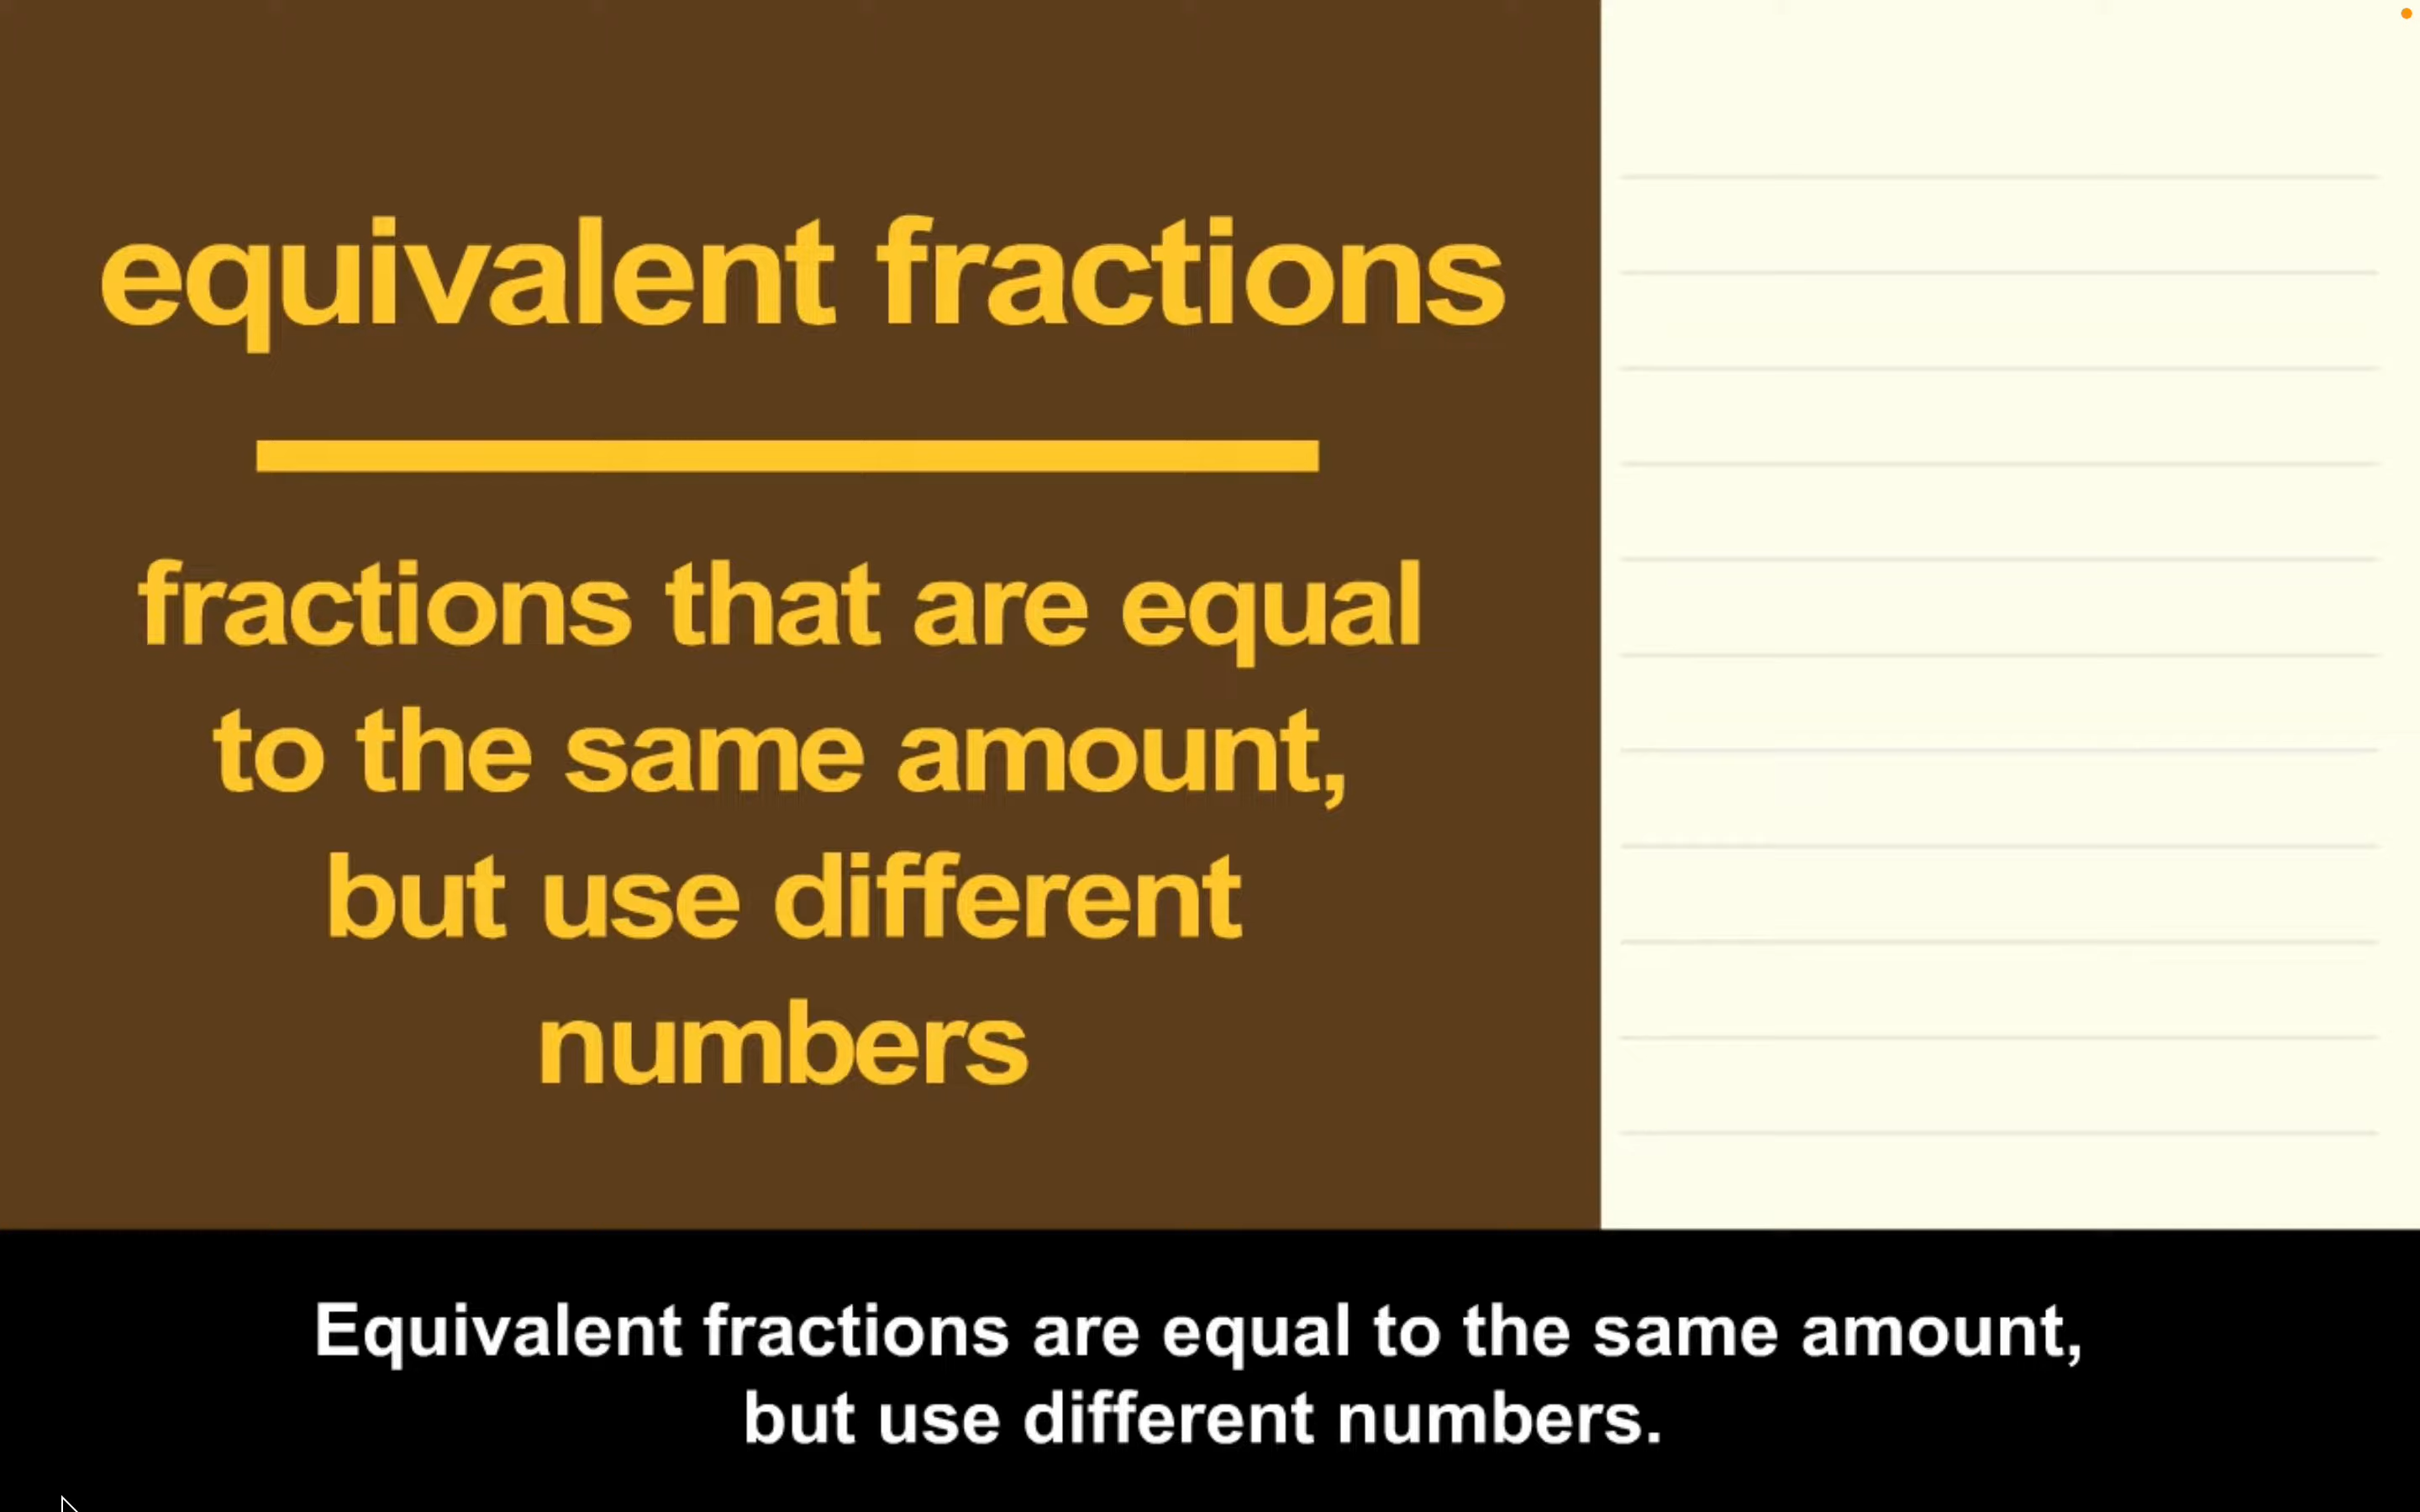 equivalent fractions
fractions that are equal
to the same amount,
but use different
numbers
Equivalent fractions are equal to the same amount,
but use different numbers.